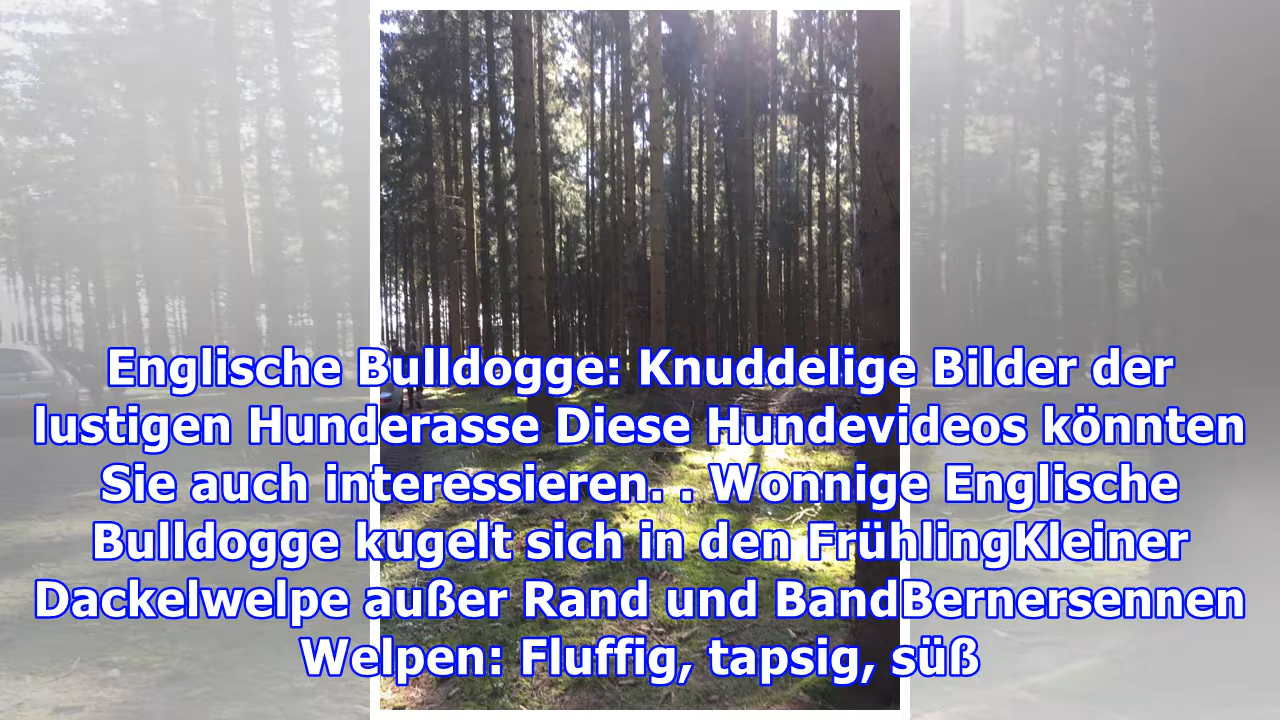 Englische Bulldogge: Knuddelige Bilder der
lustigen Hunderasse Diese Hundevideos könnten
Sie auch interessieren. . Wonnige Englische
Bulldogge kugelt sich in den FrühlingKleiner
Dackelwelpe außer Rand und BandBernersennen
Welpen: Fluffig, tapsig, süß